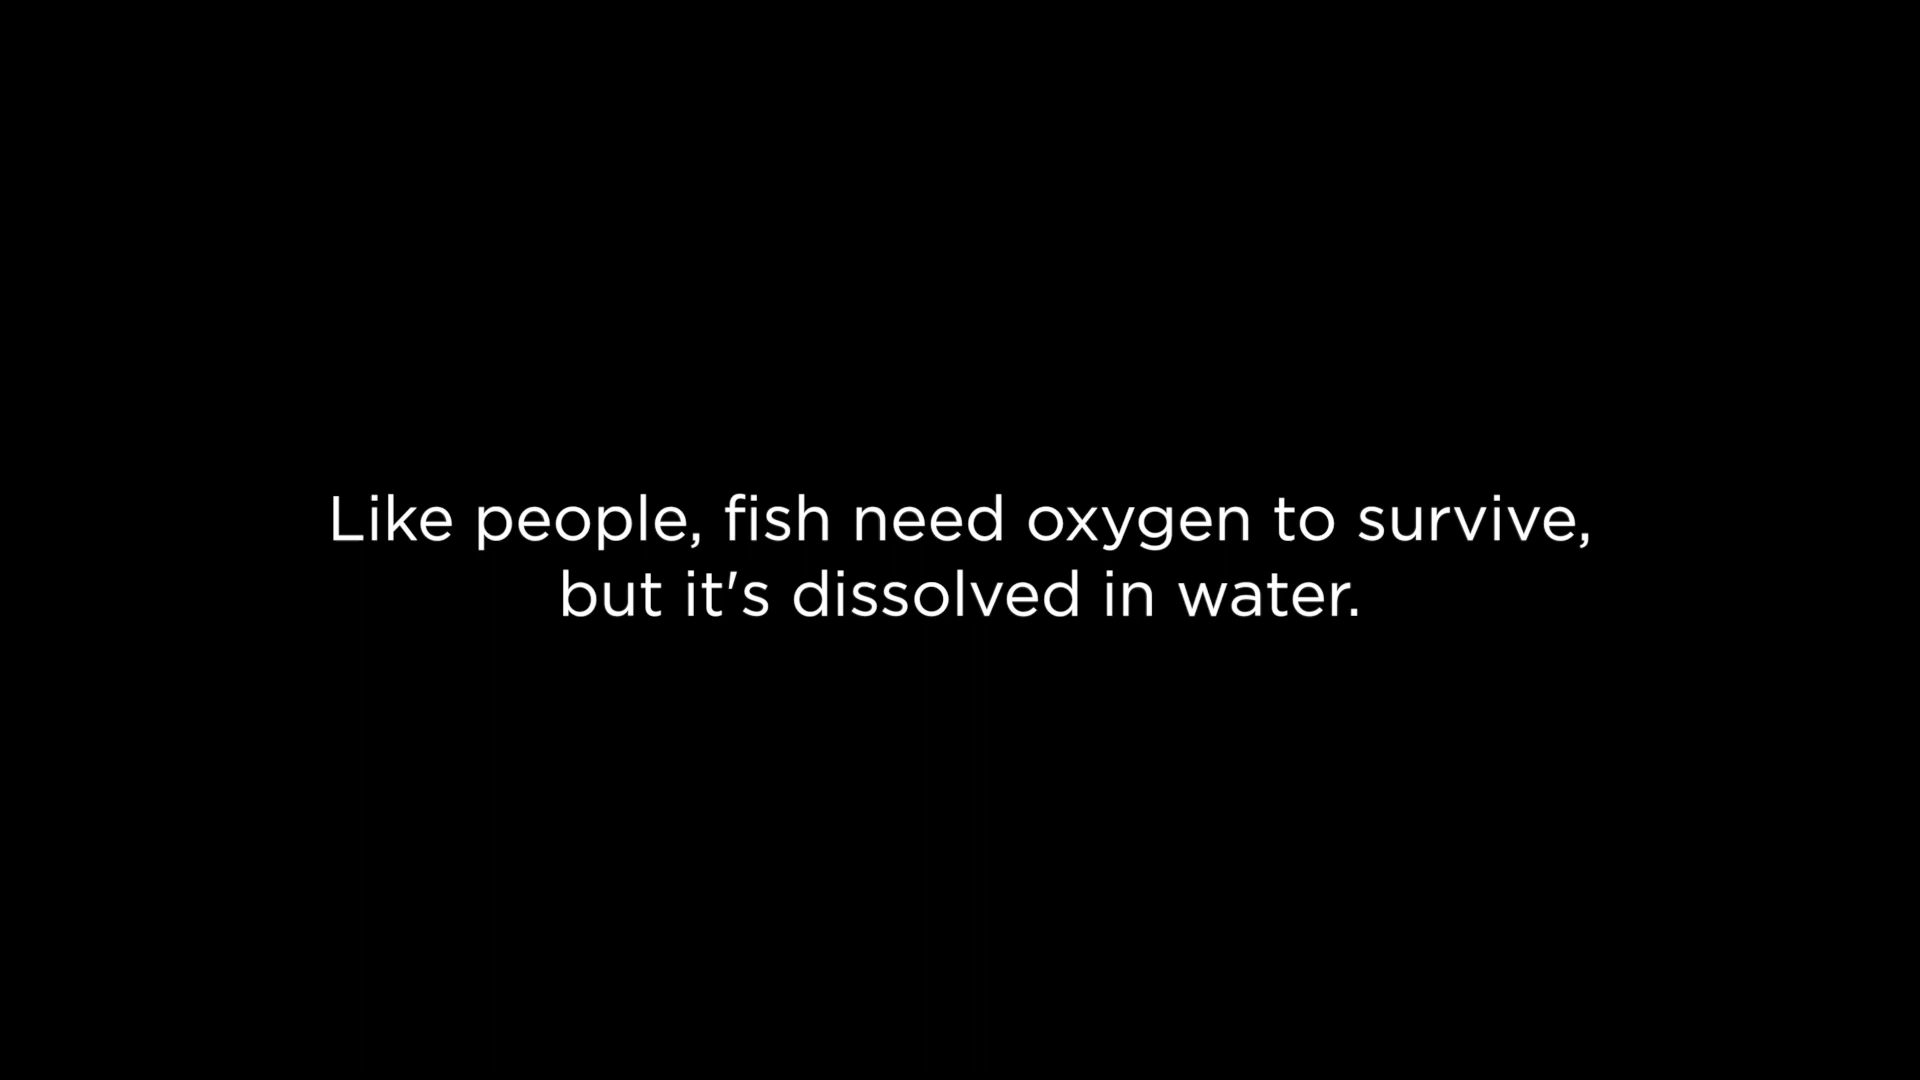 Like people, fish need oxygen to survive,
but it's dissolved in water.